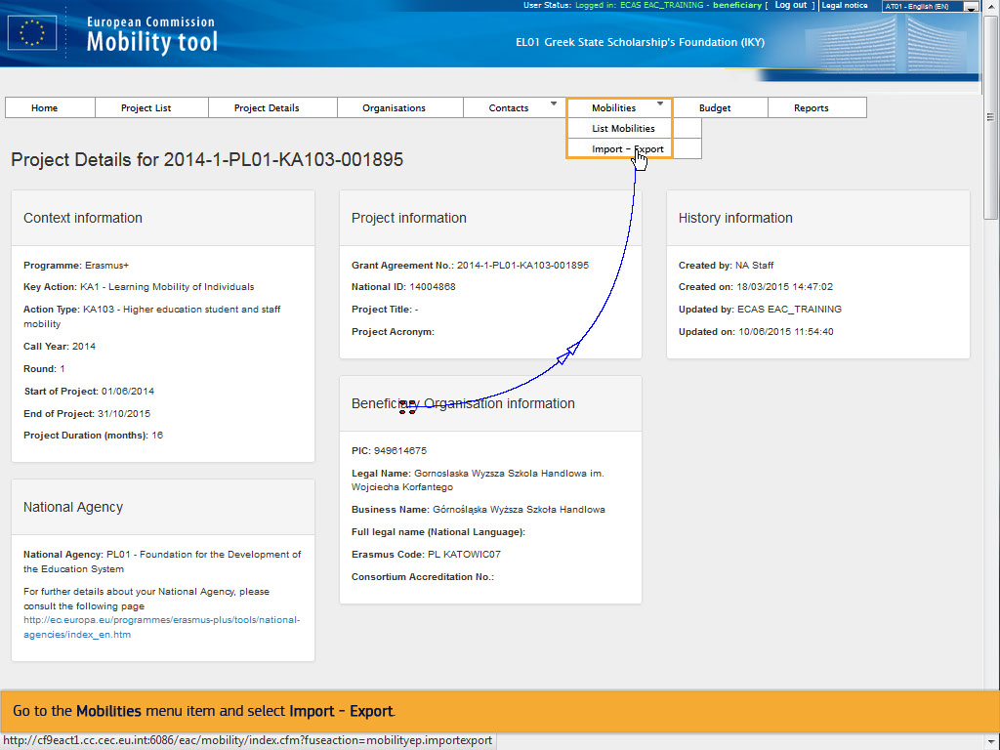 User Status: Logged in: ECAS EAC_TRAINING - beneficiary [ Log out ] Legal notice AT01 - English (EN)
European Commission
Mobility tool
EL01 Greek State Scholarship's Foundation (IKY)
Home Project List Project Details Organisations Contacts Mobilities Budget Reports
List Mobilities
Import - Export
Project Details for 2014-1-PL01-KA103-001895
Context information
Programme: Erasmus+
Key Action: KA1 - Learning Mobility of Individuals
Action Type: KA103 - Higher education student and staff
mobility
Call Year: 2014
Round: 1
Start of Project: 01/06/2014
End of Project: 31/10/2015
Project Duration (months): 16
National Agency
National Agency: PL01 - Foundation for the Development of
the Education System
For further details about your National Agency, please
consult the following page
http://ec.europa.eu/programmes/erasmus-plus/tools/national-
agencies/index_en.htm
Project information
Grant Agreement No.: 2014-1-PL01-KA103-001895
National ID: 14004868
Project Title: -
Project Acronym:
Beneficiary Organisation information
PIC: 949614675
Legal Name: Gornoslaska Wyzsza Szkola Handlowa im.
Wojciecha Korfantego
Business Name: Górnośląska Wyższa Szkoła Handlowa
Full legal name (National Language):
Erasmus Code: PL KATOWIC07
Consortium Accreditation No.:
History information
Created by: NA Staff
Created on: 18/03/2015 14:47:02
Updated by: ECAS EAC_TRAINING
Updated on: 10/06/2015 11:54:40
Go to the Mobilities menu item and select Import - Export.
http://cf9eact1.cc.cec.eu.int:6086/eac/mobility/index.cfm?fuseaction=mobilityep.importexport